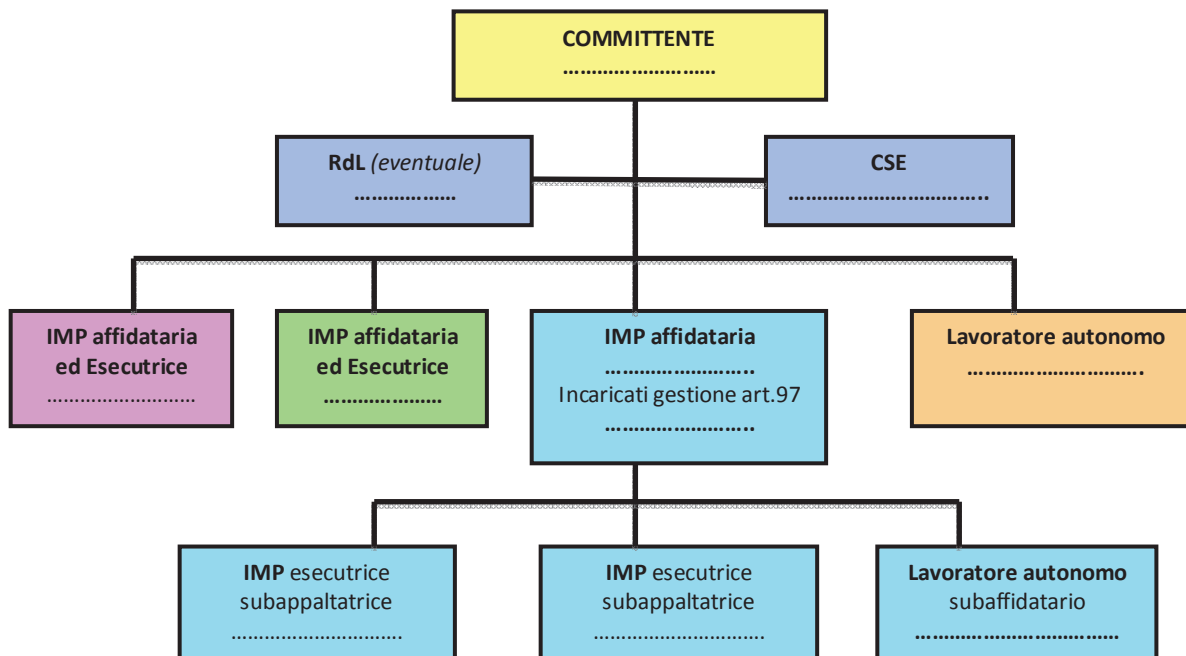 COMMITTENTE
……………………
RdL (eventuale)
………………
CSE
…………………………..
IMP affidataria
ed Esecutrice
………………………
IMP affidataria
ed Esecutrice
…………………
IMP affidataria
…………………..
Incaricati gestione art.97
…………………..
Lavoratore autonomo
……………………….
IMP esecutrice
subappaltatrice
………………………….
IMP esecutrice
subappaltatrice
………………………….
Lavoratore autonomo
subaffidatario
………………………………